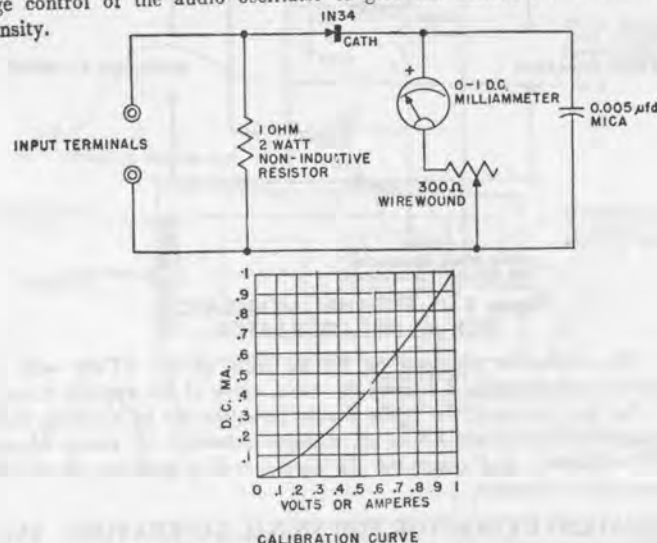 ge control of the audio oscillator
nsity.
1N34
CATH
+
0-1 D.C.
MILLIAMMETER
0.005 µfd
MICA
INPUT TERMINALS
1 OHM
2 WATT
NON-INDUTIVE
RESISTOR
300Ω
WIREWOUND
D. C. MA.
.1
.9
.8
.7
.6
.5
.4
.3
.2
.1
0 .1 .2 .3 .4 .5 .6 .7 .8 .9 1
VOLTS OR AMPERES
CALIBRATION CURVE